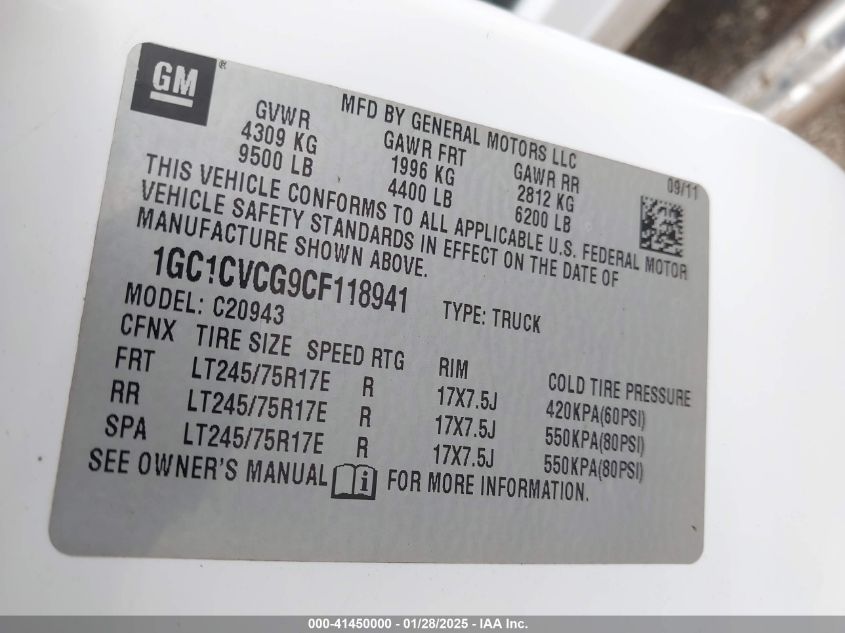 GM®
MFD BY GENERAL MOTORS LLC
09/11
GVWR GAWR FRT GAWR RR
4309 KG 1996 KG 2812 KG
9500 LB 4400 LB 6200 LB
THIS VEHICLE CONFORMS TO ALL APPLICABLE U.S. FEDERAL MOTOR
VEHICLE SAFETY STANDARDS IN EFFECT ON THE DATE OF
MANUFACTURE SHOWN ABOVE.
1GC1CVCG9CF118941 TYPE: TRUCK
MODEL: C20943
CFNX TIRE SIZE SPEED RTG RIM COLD TIRE PRESSURE
FRT LT245/75R17E R 17X7.5J 420KPA(60PSI)
RR LT245/75R17E R 17X7.5J 550KPA(80PSI)
SPA LT245/75R17E R 17X7.5J 550KPA(80PSI)
SEE OWNER'S MANUAL i FOR MORE INFORMATION.
000-41450000 - 01/28/2025 - IAA Inc.